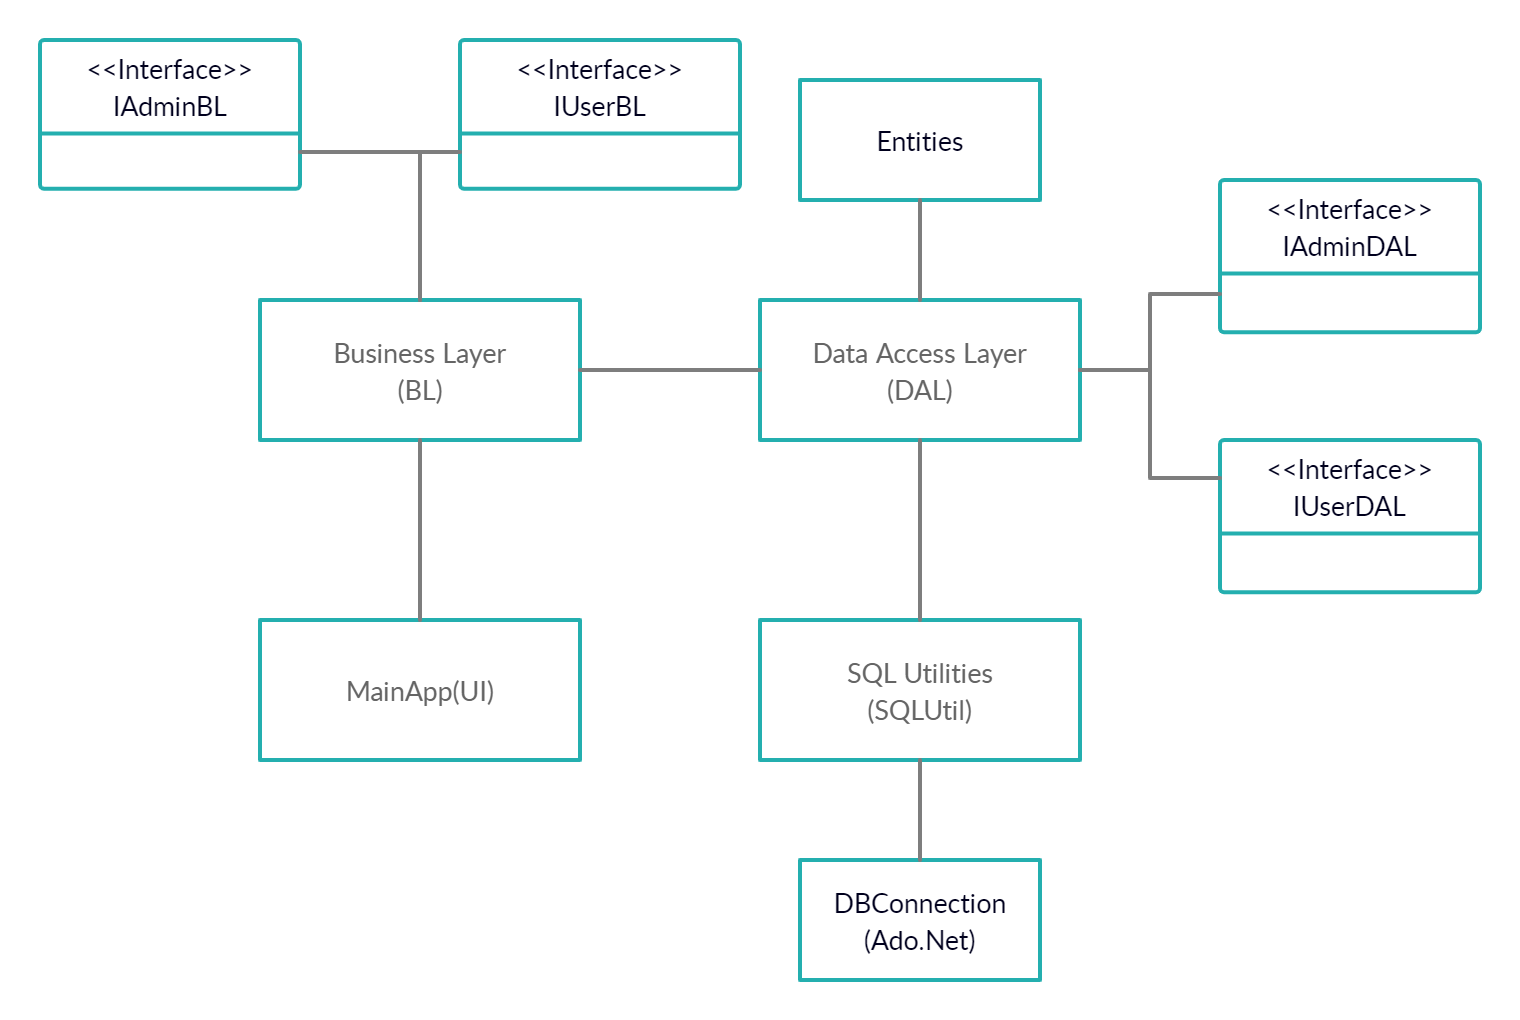 <<Interface>>
IAdminBL
<<Interface>>
IUserBL
Entities
<<Interface>>
IAdminDAL
Business Layer
(BL)
Data Access Layer
(DAL)
<<Interface>>
IUserDAL
MainApp(UI)
SQL Utilities
(SQLUtil)
DBConnection
(Ado.Net)